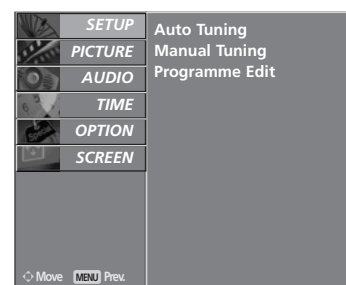 SETUP
PICTURE
AUDIO
TIME
OPTION
SCREEN
Auto Tuning
Manual Tuning
Programme Edit
Move MENU Prev.